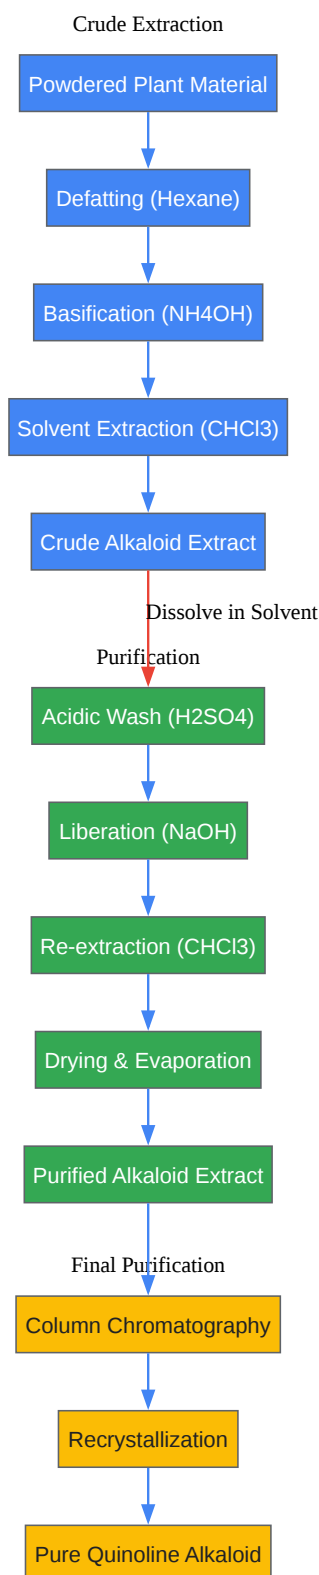 Crude Extraction
Powdered Plant Material
Defatting (Hexane)
Basification (NH4OH)
Solvent Extraction (CHCl3)
Crude Alkaloid Extract
Dissolve in Solvent
Purification
Acidic Wash (H2SO4)
Liberation (NaOH)
Re-extraction (CHCl3)
Drying & Evaporation
Purified Alkaloid Extract
Final Purification
Column Chromatography
Recrystallization
Pure Quinoline Alkaloid